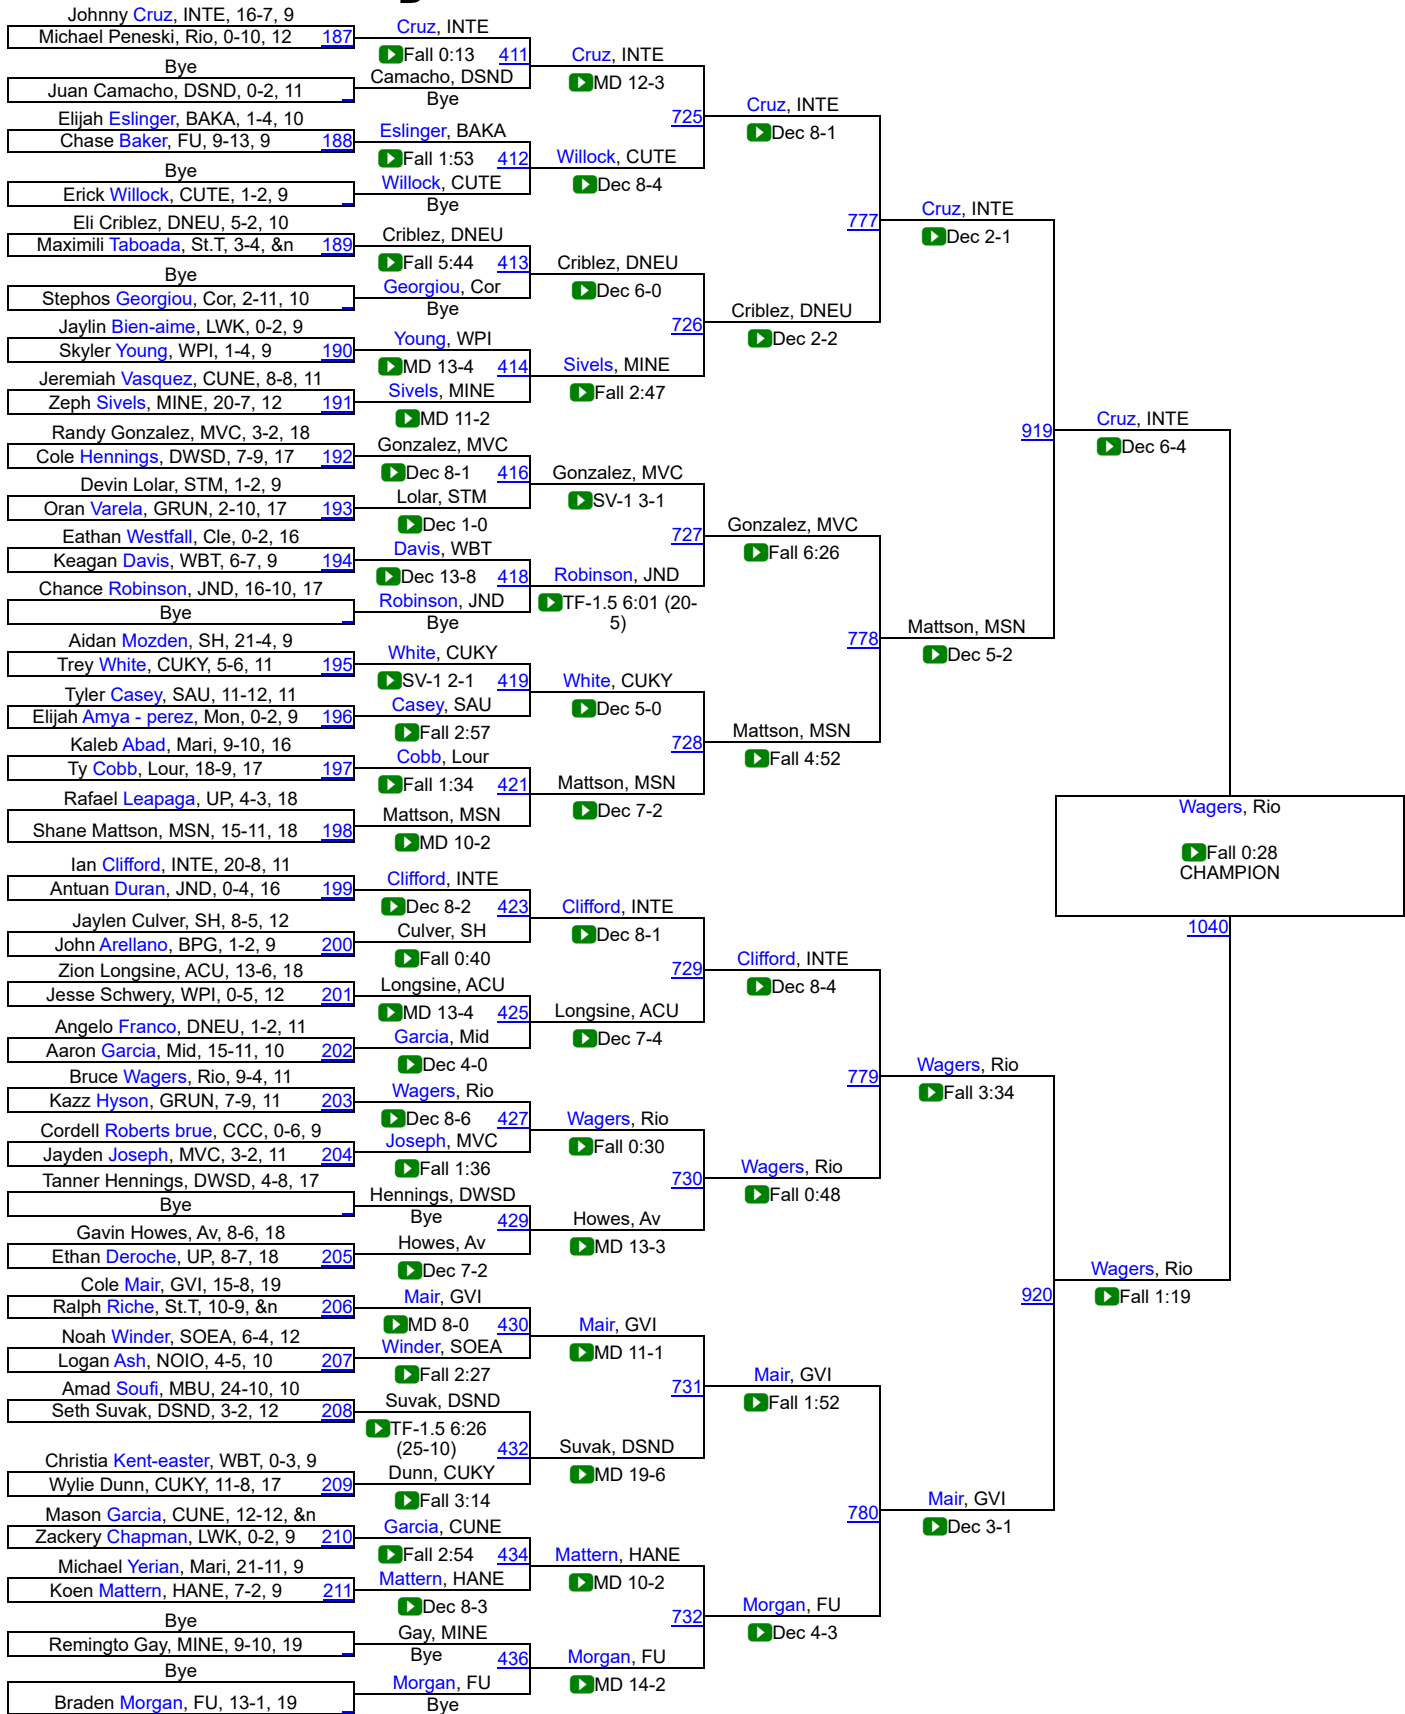 Johnny Cruz, INTE, 16-7, 9
Michael Peneski, Rio, 0-10, 12 187
Bye
Juan Camacho, DSND, 0-2, 11
Elijah Eslinger, BAKA, 1-4, 10
Chase Baker, FU, 9-13, 9 188
Bye
Erick Willock, CUTE, 1-2, 9
Eli Criblez, DNEU, 5-2, 10
Maximili Taboada, St.T, 3-4, &n 189
Bye
Stephos Georgiou, Cor, 2-11, 10
Jaylin Bien-aime, LWK, 0-2, 9
Skyler Young, WPI, 1-4, 9 190
Jeremiah Vasquez, CUNE, 8-8, 11
Zeph Sivels, MINE, 20-7, 12 191
Randy Gonzalez, MVC, 3-2, 18
Cole Hennings, DWSD, 7-9, 17 192
Devin Lolar, STM, 1-2, 9
Oran Varela, GRUN, 2-10, 17 193
Eathan Westfall, Cle, 0-2, 16
Keagan Davis, WBT, 6-7, 9 194
Chance Robinson, JND, 16-10, 17
Bye
Aidan Mozden, SH, 21-4, 9
Trey White, CUKY, 5-6, 11 195
Tyler Casey, SAU, 11-12, 11
Elijah Amya - perez, Mon, 0-2, 9 196
Kaleb Abad, Mari, 9-10, 16
Ty Cobb, Lour, 18-9, 17 197
Rafael Leapaga, UP, 4-3, 18
Shane Mattson, MSN, 15-11, 18 198
Ian Clifford, INTE, 20-8, 11
Antuan Duran, JND, 0-4, 16 199
Jaylen Culver, SH, 8-5, 12
John Arellano, BPG, 1-2, 9 200
Zion Longsine, ACU, 13-6, 18
Jesse Schwery, WPI, 0-5, 12 201
Angelo Franco, DNEU, 1-2, 11
Aaron Garcia, Mid, 15-11, 10 202
Bruce Wagers, Rio, 9-4, 11
Kazz Hyson, GRUN, 7-9, 11 203
Cordell Roberts brue, CCC, 0-6, 9
Jayden Joseph, MVC, 3-2, 11 204
Tanner Hennings, DWSD, 4-8, 17
Bye
Gavin Howes, Av, 8-6, 18
Ethan Deroche, UP, 8-7, 18 205
Cole Mair, GVI, 15-8, 19
Ralph Riche, St.T, 10-9, &n 206
Noah Winder, SOEA, 6-4, 12
Logan Ash, NOIO, 4-5, 10 207
Amad Soufi, MBU, 24-10, 10
Seth Suvak, DSND, 3-2, 12 208
Christia Kent-easter, WBT, 0-3, 9
Wylie Dunn, CUKY, 11-8, 17 209
Mason Garcia, CUNE, 12-12, &n
Zackery Chapman, LWK, 0-2, 9 210
Michael Yerian, Mari, 21-11, 9
Koen Mattern, HANE, 7-2, 9 211
Bye
Remingto Gay, MINE, 9-10, 19
Bye
Braden Morgan, FU, 13-1, 19
Cruz, INTE
Fall 0:13 411
Camacho, DSND
Bye
Eslinger, BAKA
Fall 1:53 412
Willock, CUTE
Bye
Criblez, DNEU
Fall 5:44 413
Georgiou, Cor
Bye
Young, WPI
MD 13-4 414
Sivels, MINE
MD 11-2
Gonzalez, MVC
Dec 8-1 416
Lolar, STM
Dec 1-0
Davis, WBT
Dec 13-8 418
Robinson, JND
Bye
White, CUKY
SV-1 2-1 419
Casey, SAU
Fall 2:57
Cobb, Lour
Fall 1:34 421
Mattson, MSN
MD 10-2
Clifford, INTE
Dec 8-2 423
Culver, SH
Fall 0:40
Longsine, ACU
MD 13-4 425
Garcia, Mid
Dec 4-0
Wagers, Rio
Dec 8-6 427
Joseph, MVC
Fall 1:36
Hennings, DWSD
Bye 429
Howes, Av
Dec 7-2
Mair, GVI
MD 8-0 430
Winder, SOEA
Fall 2:27
Suvak, DSND
TF-1.5 6:26
(25-10) 432
Dunn, CUKY
Fall 3:14
Garcia, CUNE
Fall 2:54 434
Mattern, HANE
Dec 8-3
Gay, MINE
Bye 436
Morgan, FU
Bye
Cruz, INTE
MD 12-3
725
Willock, CUTE
Dec 8-4
Criblez, DNEU
Dec 6-0
726
Sivels, MINE
Fall 2:47
Gonzalez, MVC
SV-1 3-1
727
Robinson, JND
TF-1.5 6:01 (20-
5)
White, CUKY
Dec 5-0
728
Mattson, MSN
Dec 7-2
Clifford, INTE
Dec 8-1
729
Longsine, ACU
Dec 7-4
Wagers, Rio
Fall 0:30
730
Howes, Av
MD 13-3
Mair, GVI
MD 11-1
731
Suvak, DSND
MD 19-6
Mattern, HANE
MD 10-2
732
Morgan, FU
MD 14-2
Cruz, INTE
Dec 8-1
777
Criblez, DNEU
Dec 2-2
Gonzalez, MVC
Fall 6:26
778
Mattson, MSN
Fall 4:52
Clifford, INTE
Dec 8-4
779
Wagers, Rio
Fall 0:48
Mair, GVI
Fall 1:52
780
Morgan, FU
Dec 4-3
Cruz, INTE
Dec 2-1
919
Mattson, MSN
Dec 5-2
Wagers, Rio
Fall 3:34
920
Mair, GVI
Dec 3-1
Cruz, INTE
Dec 6-4
Wagers, Rio
Fall 1:19
Wagers, Rio
Fall 0:28
CHAMPION
1040